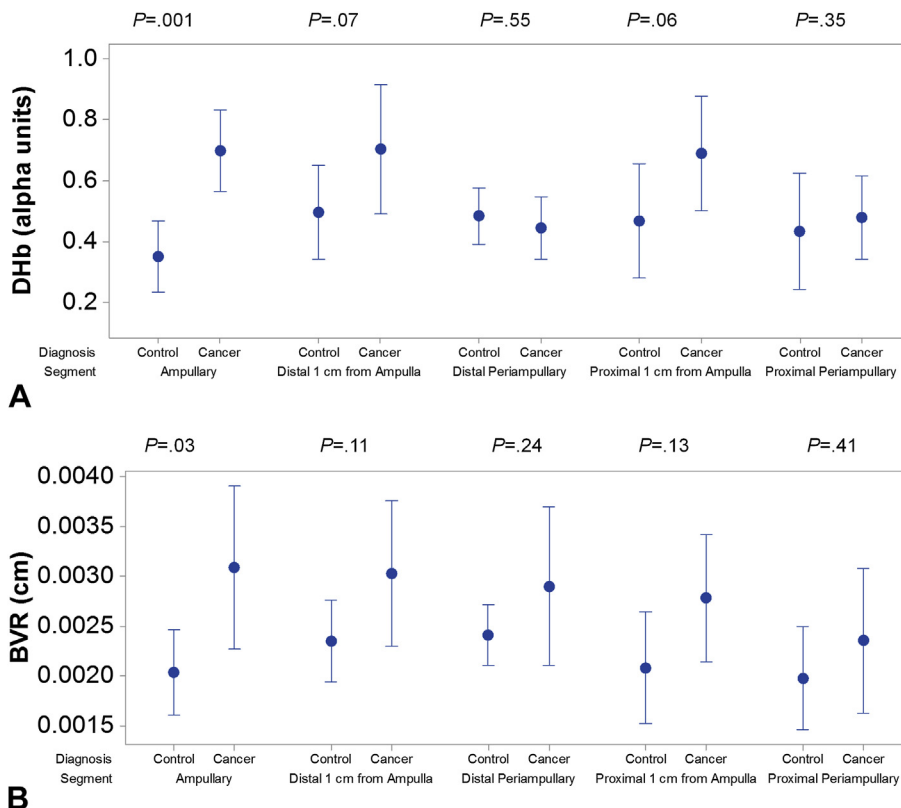 P=.001 P=.07 P=.55 P=.06 P=.35
DHb (alpha units)
1.0
0.8
0.6
0.4
0.2
Diagnosis Control Cancer Control Cancer Control Cancer Control Cancer Control Cancer
Segment Ampullary Distal 1 cm from Ampulla Distal Periampullary Proximal 1 cm from Ampulla Proximal Periampullary
A
P=.03 P=.11 P=.24 P=.13 P=.41
BVR (cm)
0.0040
0.0035
0.0030
0.0025
0.0020
0.0015
Diagnosis Control Cancer Control Cancer Control Cancer Control Cancer Control Cancer
Segment Ampullary Distal 1 cm from Ampulla Distal Periampullary Proximal 1 cm from Ampulla Proximal Periampullary
B